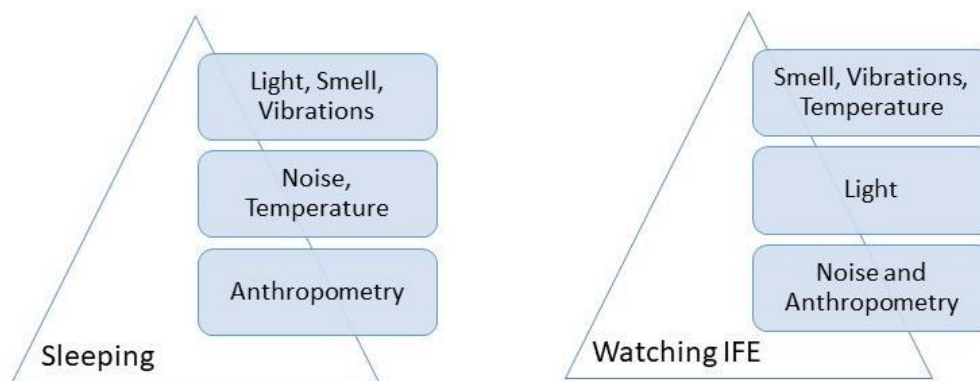 Light, Smell,
Vibrations
Noise,
Temperature
Anthropometry
Sleeping
Smell, Vibrations,
Temperature
Light
Noise and
Anthropometry
Watching IFE